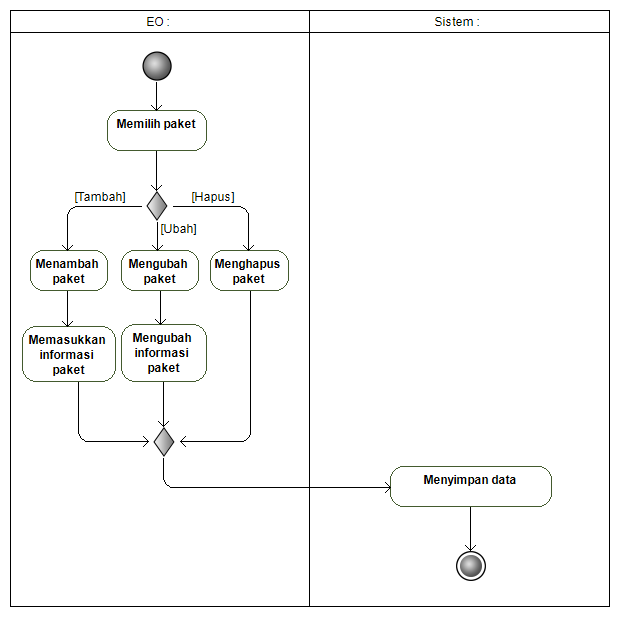 EO :
Sistem :
Memilih paket
[Tambah]
[Hapus]
[Ubah]
Menambah
paket
Mengubah
paket
Menghapus
paket
Memasukkan
informasi
paket
Mengubah
informasi
paket
Menyimpan data